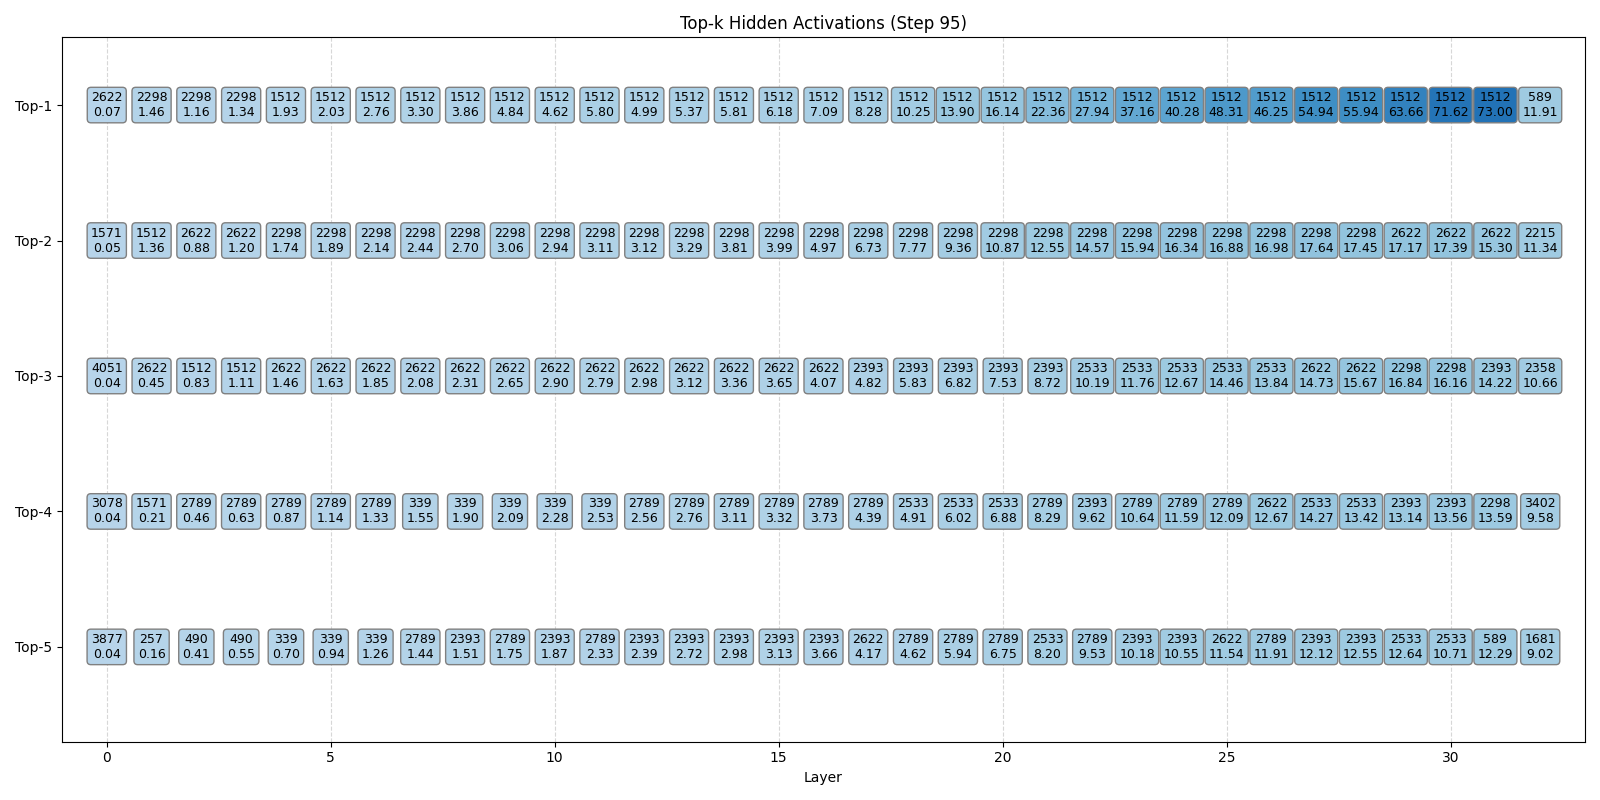 Top-k Hidden Activations (Step 95)
Top-1
2622 2298 2298 2298 1512 1512 1512 1512 1512 1512 1512 1512 1512 1512 1512 1512 1512 1512 1512 1512 1512 1512 1512 1512 1512 1512 1512 1512 1512 1512 1512 1512 589
0.07 1.46 1.16 1.34 1.93 2.03 2.76 3.30 3.86 4.84 4.62 5.80 4.99 5.37 5.81 6.18 7.09 8.28 10.25 13.90 16.14 22.36 27.94 37.16 40.28 48.31 46.25 54.94 55.94 63.66 71.62 73.00 11.91
Top-2
1571 1512 2622 2622 2298 2298 2298 2298 2298 2298 2298 2298 2298 2298 2298 2298 2298 2298 2298 2298 2298 2298 2298 2298 2298 2298 2298 2298 2298 2622 2622 2622 2215
0.05 1.36 0.88 1.20 1.74 1.89 2.14 2.44 2.70 3.06 2.94 3.11 3.12 3.29 3.81 3.99 4.97 6.73 7.77 9.36 10.87 12.55 14.57 15.94 16.34 16.88 16.98 17.64 17.45 17.17 17.39 15.30 11.34
Top-3
4051 2622 1512 1512 2622 2622 2622 2622 2622 2622 2622 2622 2622 2622 2622 2622 2622 2393 2393 2393 2393 2393 2533 2533 2533 2533 2533 2622 2622 2298 2298 2393 2358
0.04 0.45 0.83 1.11 1.46 1.63 1.85 2.08 2.31 2.65 2.90 2.79 2.98 3.12 3.36 3.65 4.07 4.82 5.83 6.82 7.53 8.72 10.19 11.76 12.67 14.46 13.84 14.73 15.67 16.84 16.16 14.22 10.66
Top-4
3078 1571 2789 2789 2789 2789 2789 339 339 339 339 339 2789 2789 2789 2789 2789 2789 2533 2533 2533 2789 2393 2789 2789 2789 2622 2533 2533 2393 2393 2298 3402
0.04 0.21 0.46 0.63 0.87 1.14 1.33 1.55 1.90 2.09 2.28 2.53 2.56 2.76 3.11 3.32 3.73 4.39 4.91 6.02 6.88 8.29 9.62 10.64 11.59 12.09 12.67 14.27 13.42 13.14 13.56 13.59 9.58
Top-5
3877 257 490 490 339 339 339 2789 2393 2789 2393 2789 2393 2393 2393 2393 2393 2622 2789 2789 2789 2533 2789 2393 2393 2622 2789 2393 2393 2533 2533 589 1681
0.04 0.16 0.41 0.55 0.70 0.94 1.26 1.44 1.51 1.75 1.87 2.33 2.39 2.72 2.98 3.13 3.66 4.17 4.62 5.94 6.75 8.20 9.53 10.18 10.55 11.54 11.91 12.12 12.55 12.64 10.71 12.29 9.02
0 5 10 15 20 25 30
Layer